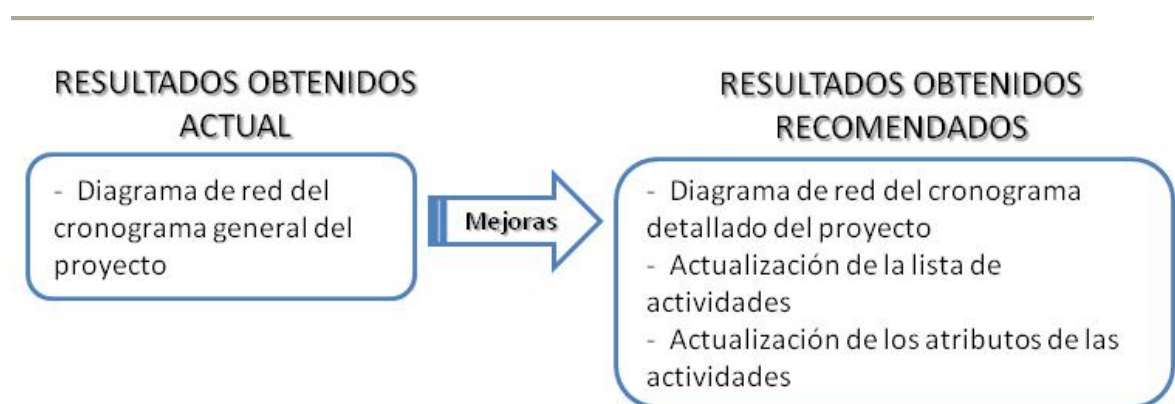 RESULTADOS OBTENIDOS
ACTUAL
- Diagrama de red del
cronograma general del
proyecto
Mejoras
RESULTADOS OBTENIDOS
RECOMENDADOS
- Diagrama de red del cronograma
detallado del proyecto
- Actualización de la lista de
actividades
- Actualización de los atributos de las
actividades